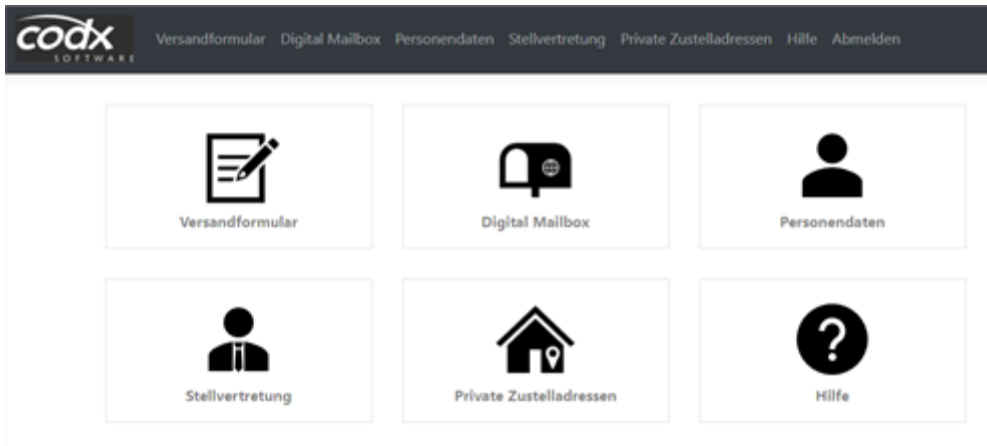 codx
SOFTWARE
Versandformular Digital Mailbox Personendaten Stellvertretung Private Zustelladressen Hilfe Abmelden
Versandformular
Digital Mailbox
Personendaten
Stellvertretung
Private Zustelladressen
?
Hilfe